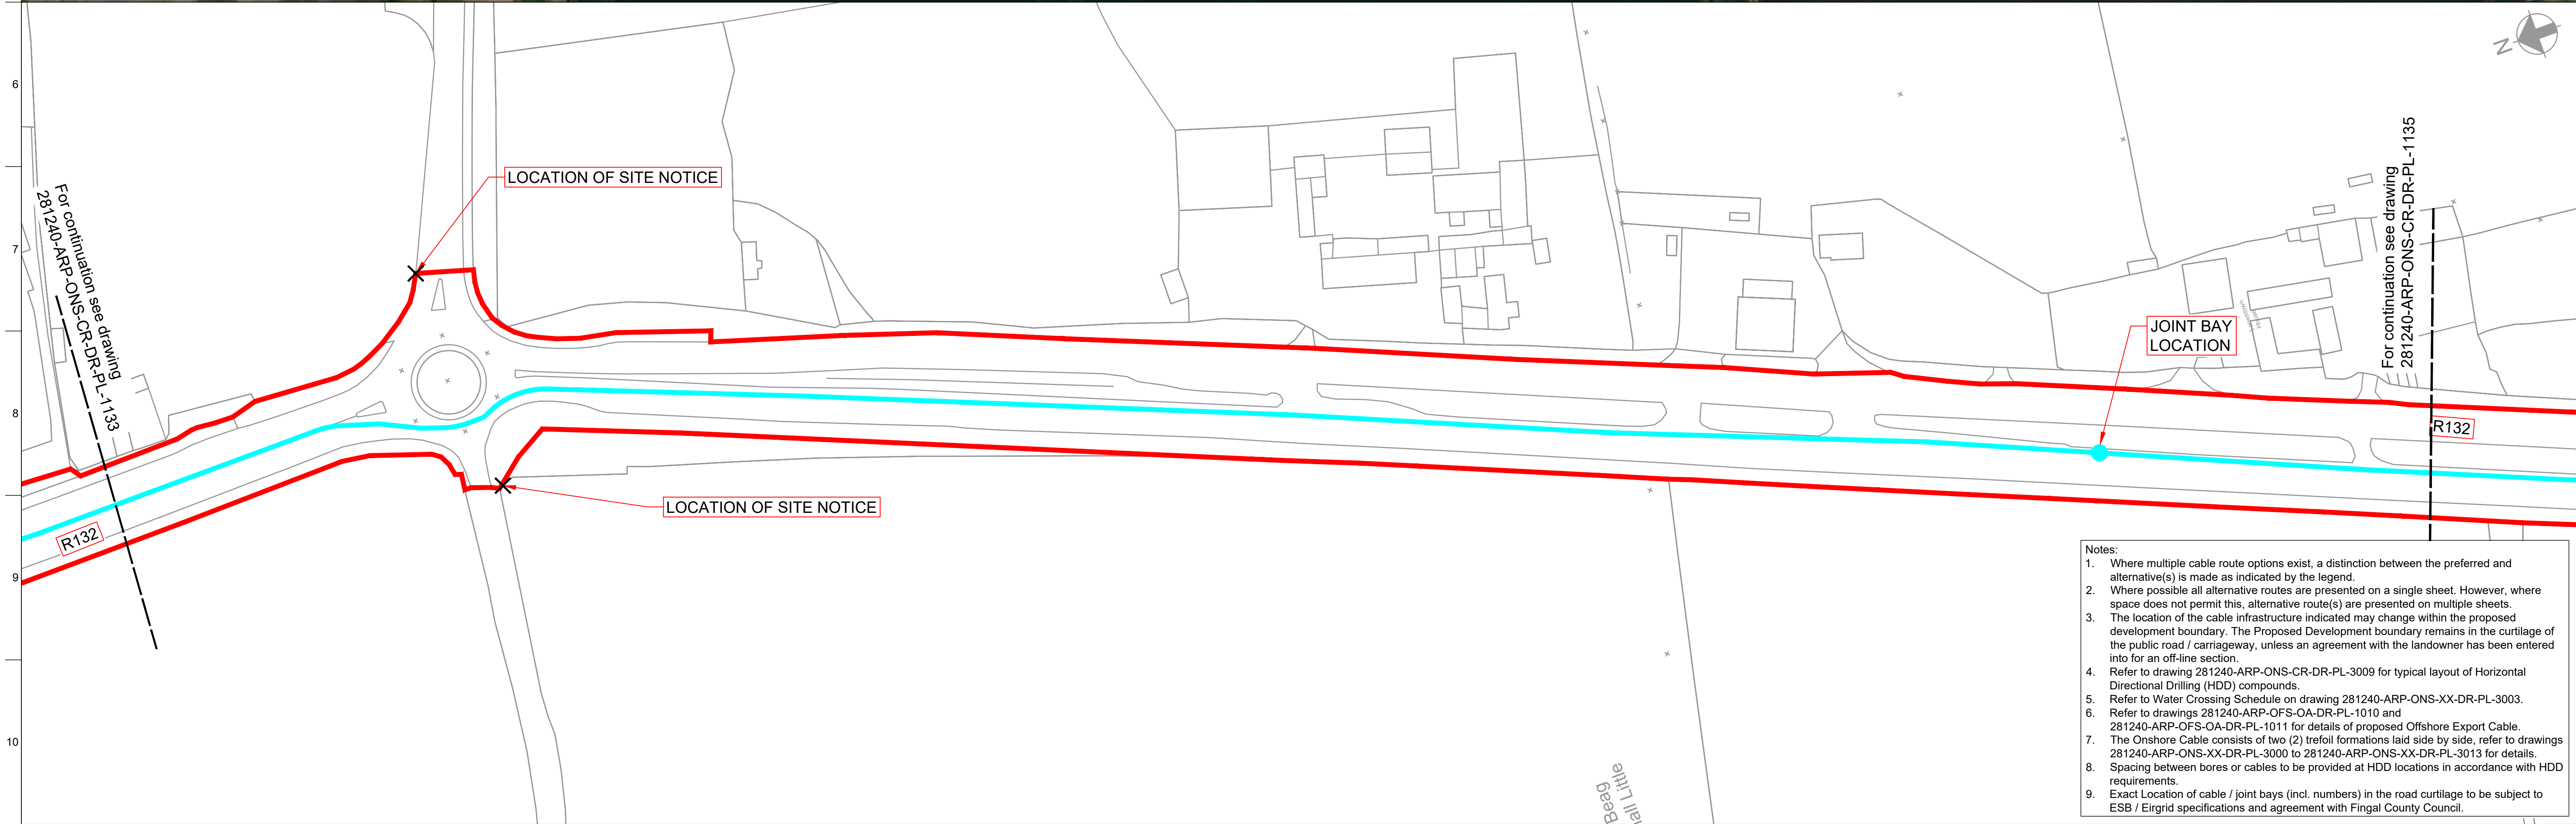 6
7
8
9
10
N
For continuation see drawing
281240-ARP-ONS-CR-DR-PL-1133
LOCATION OF SITE NOTICE
LOCATION OF SITE NOTICE
R132
JOINT BAY
LOCATION
For continuation see drawing
281240-ARP-ONS-CR-DR-PL-1135
R132
Beag
Little
Notes:
1. Where multiple cable route options exist, a distinction between the preferred and
alternative(s) is made as indicated by the legend.
2. Where possible all alternative routes are presented on a single sheet. However, where
space does not permit this, alternative route(s) are presented on multiple sheets.
3. The location of the cable infrastructure indicated may change within the proposed
development boundary. The Proposed Development boundary remains in the curtilage of
the public road / carriageway, unless an agreement with the landowner has been entered
into for an off-line section.
4. Refer to drawing 281240-ARP-ONS-CR-DR-PL-3009 for typical layout of Horizontal
Directional Drilling (HDD) compounds.
5. Refer to Water Crossing Schedule on drawing 281240-ARP-ONS-XX-DR-PL-3003.
6. Refer to drawings 281240-ARP-OFS-OA-DR-PL-1010 and
281240-ARP-OFS-OA-DR-PL-1011 for details of proposed Offshore Export Cable.
7. The Onshore Cable consists of two (2) trefoil formations laid side by side, refer to drawings
281240-ARP-ONS-XX-DR-PL-3000 to 281240-ARP-ONS-XX-DR-PL-3013 for details.
8. Spacing between bores or cables to be provided at HDD locations in accordance with HDD
requirements.
9. Exact Location of cable / joint bays (incl. numbers) in the road curtilage to be subject to
ESB / Eirgrid specifications and agreement with Fingal County Council.